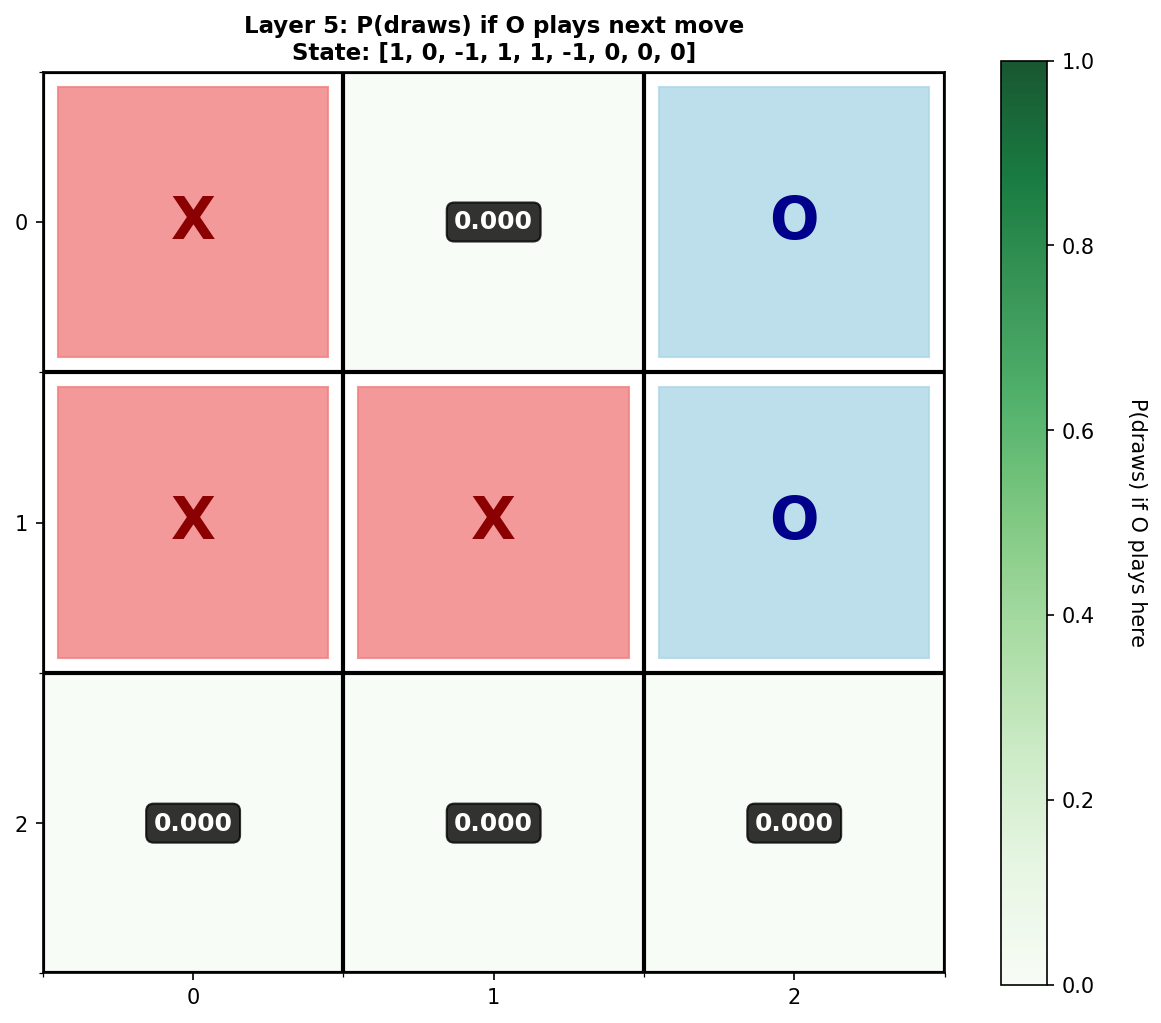 Layer 5: P(draws) if O plays next move
State: [1, 0, -1, 1, 1, -1, 0, 0, 0]
X
0.000
O
X
X
O
0.000
0.000
0.000
0
1
2
0
1
2
1.0
0.8
0.6
0.4
0.2
0.0
P(draws) if O plays here